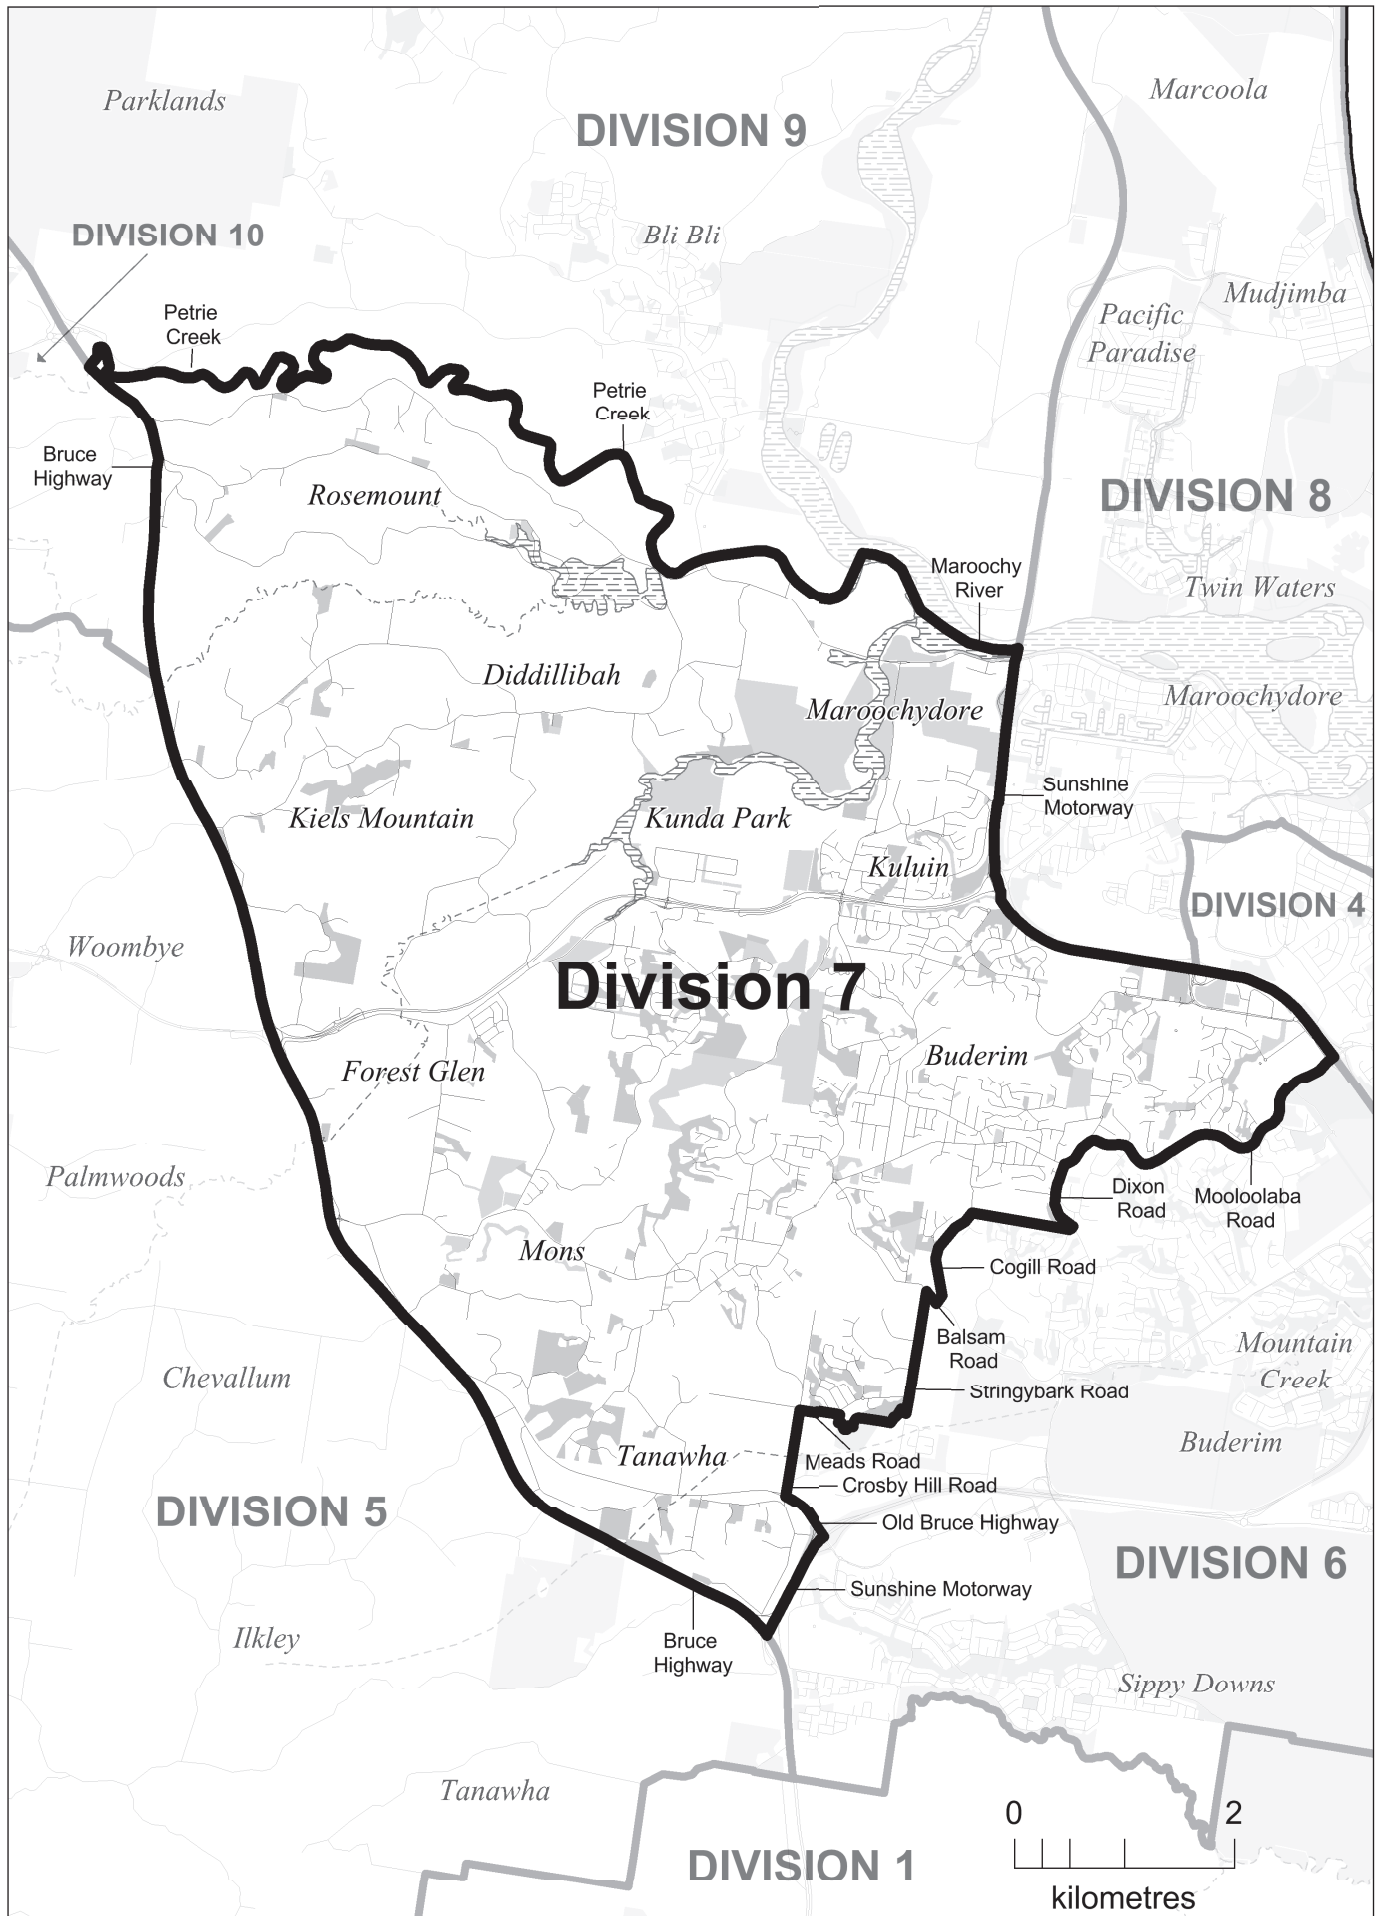 Parklands
DIVISION 9
Marcoola
DIVISION 10
Bli Bli
Mudjimba
Petrie
Creek
Pacific
Paradise
Petrie
Creek
Bruce
Highway
Rosemount
DIVISION 8
Maroochy
River
Twin Waters
Diddillibah
Maroochydore
Maroochydore
Sunshine
Motorway
Kiels Mountain
Kunda Park
Kuluin
DIVISION 4
Woombye
Division 7
Buderim
Forest Glen
Palmwoods
Dixon
Road
Mooloolaba
Road
Mons
Cogill Road
Balsam
Road
Mountain
Creek
Chevallum
Stringybark Road
Buderim
Tanawha
Meads Road
Crosby Hill Road
DIVISION 5
Old Bruce Highway
DIVISION 6
Sunshine Motorway
Ilkley
Bruce
Highway
Sippy Downs
Tanawha
0 2
DIVISION 1
kilometres